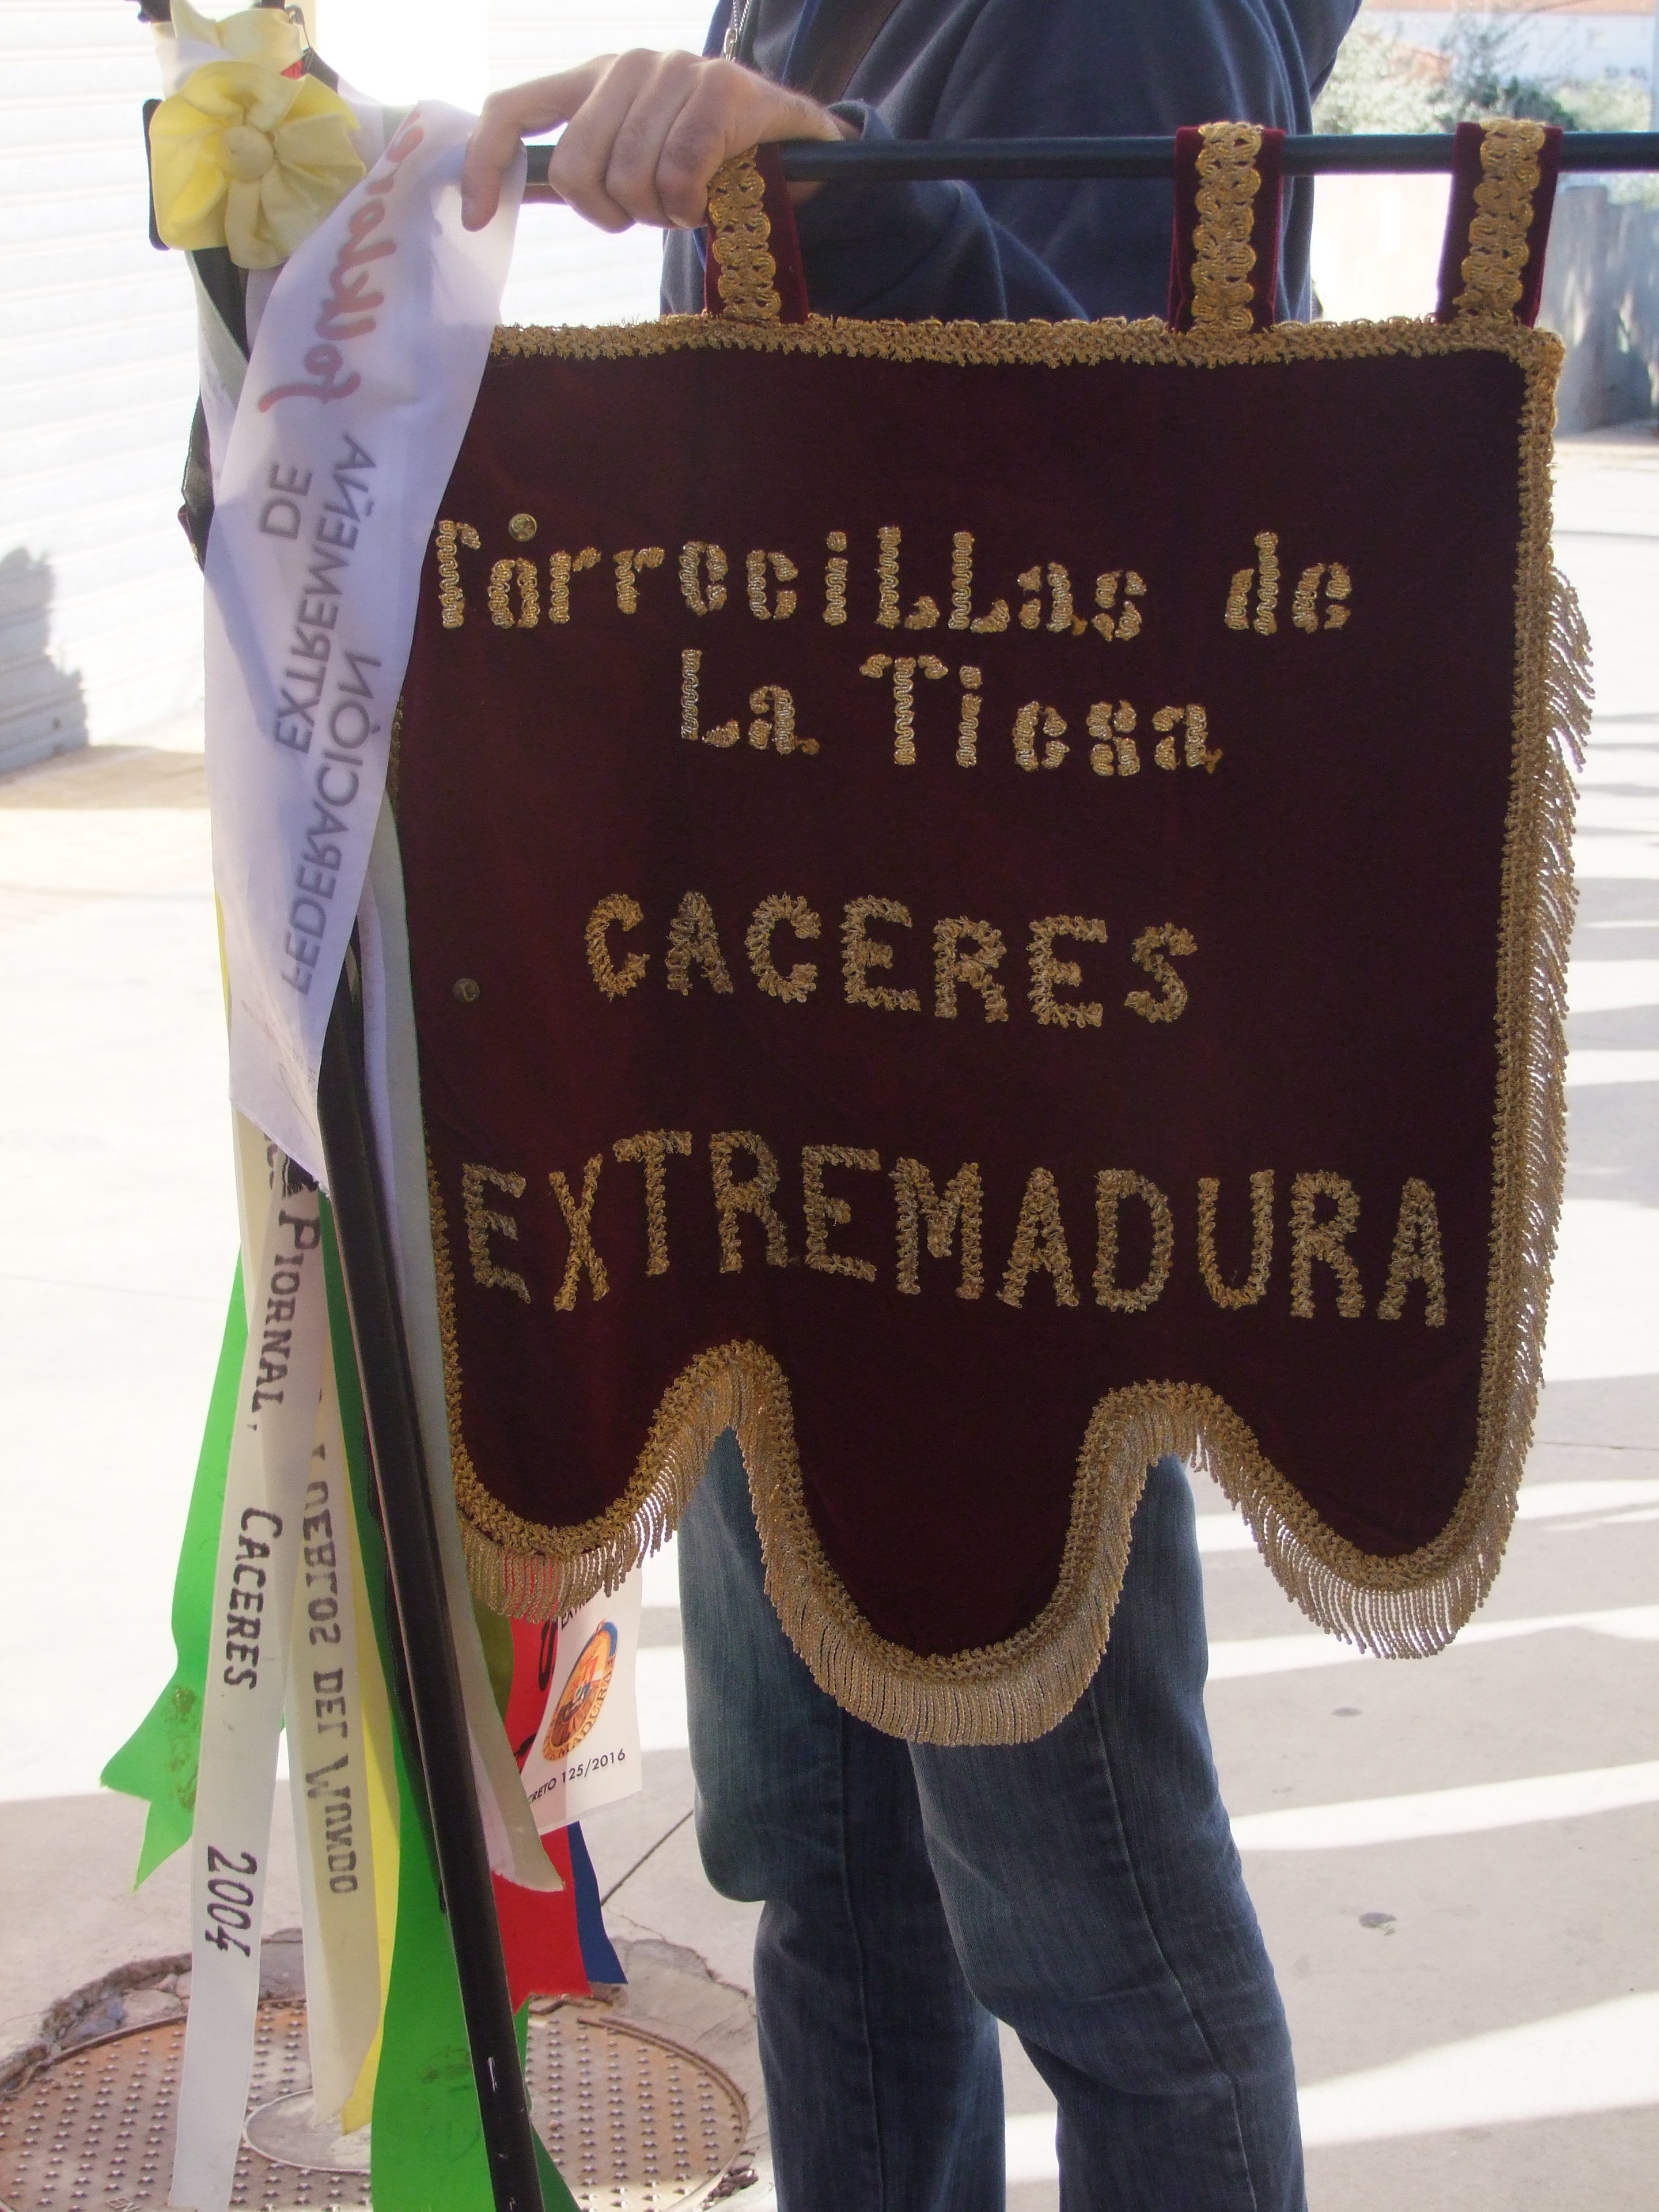 Torrecillas de
La Tiesa
CACERES
EXTREMADURA
FEDERACIÓN
EXTREMEÑA
DE
folklore
PIORNAL, CACERES 2004
PUEBLOS DEL MUNDO
MADURA
CRETO 125/2016